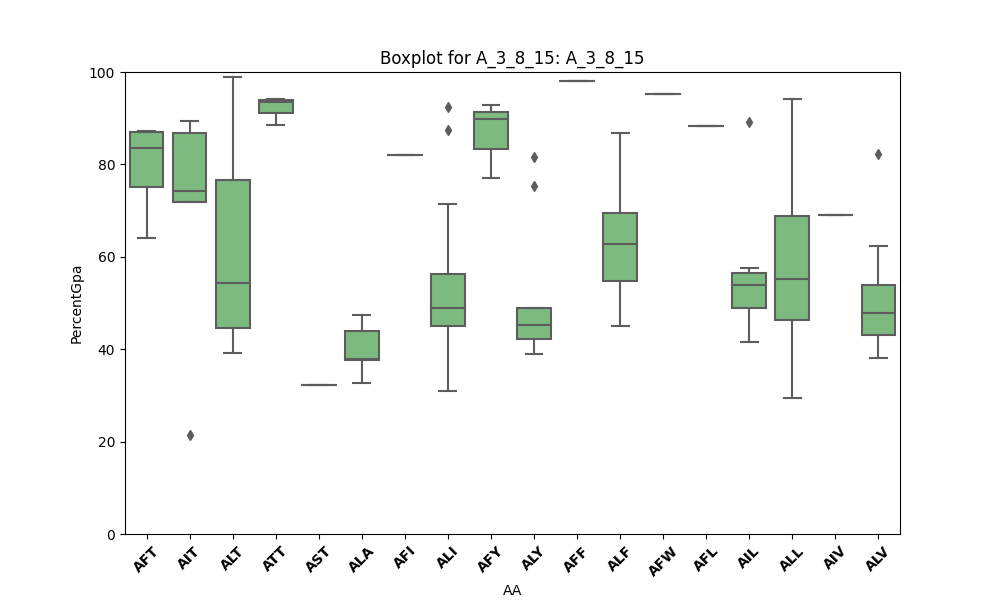 Boxplot for A_3_8_15: A_3_8_15
100
80
60
40
20
0
PercentGpa
AFT AIT ALT ATT AST ALA AFI ALI AFY ALY AFF ALF AFW AFL AIL ALL AIV ALV
AA